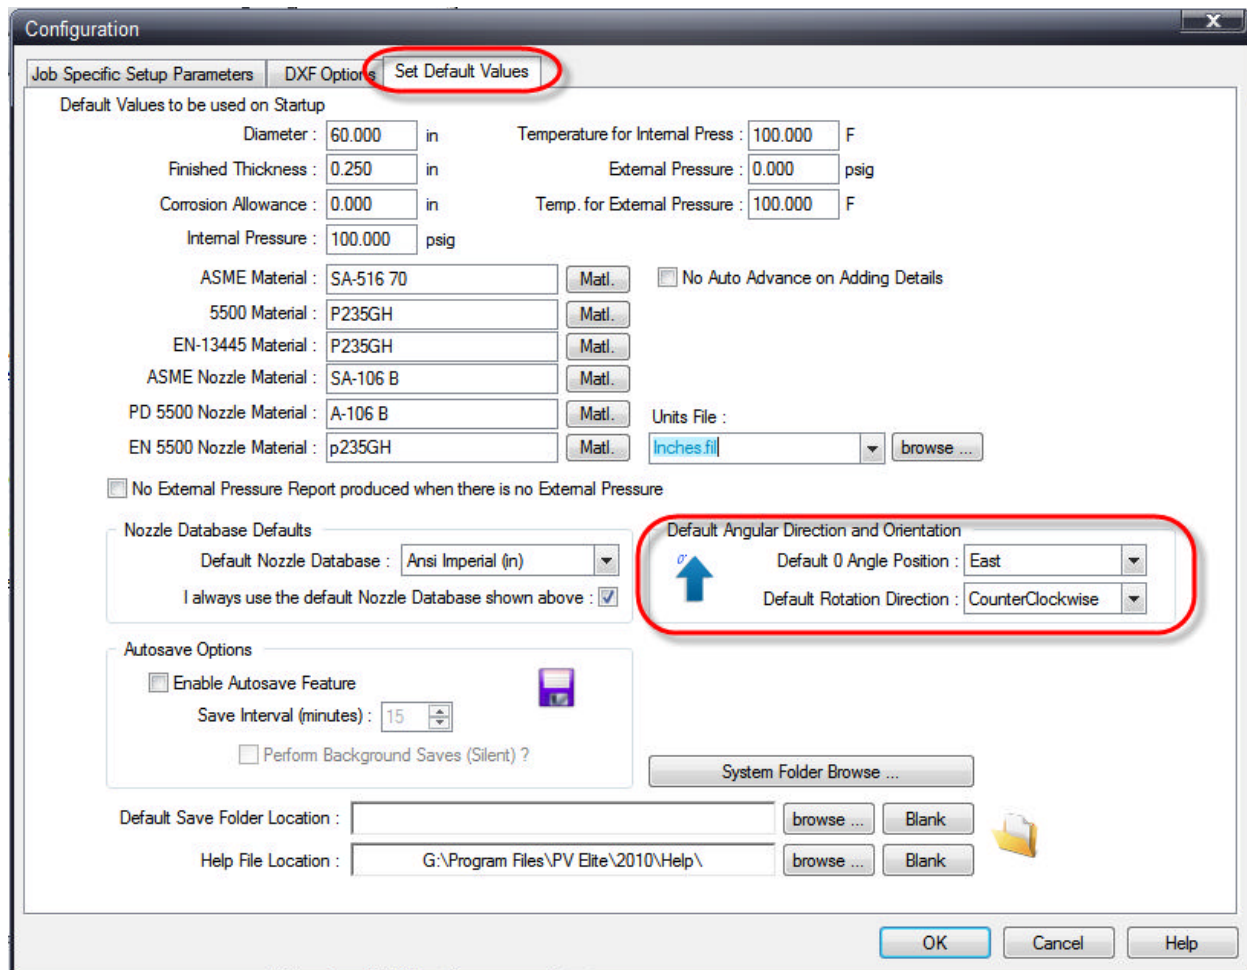 Configuration
X
Job Specific Setup Parameters
DXF Options
Set Default Values
Default Values to be used on Startup
Diameter : 60.000 in
Temperature for Internal Press : 100.000 F
Finished Thickness : 0.250 in
External Pressure : 0.000 psig
Corrosion Allowance : 0.000 in
Temp. for External Pressure : 100.000 F
Internal Pressure : 100.000 psig
ASME Material : SA-516 70 Matl.
No Auto Advance on Adding Details
5500 Material : P235GH Matl.
EN-13445 Material : P235GH Matl.
ASME Nozzle Material : SA-106 B Matl.
PD 5500 Nozzle Material : A-106 B Matl.
Units File :
EN 5500 Nozzle Material : p235GH Matl.
Inches.fil browse ...
No External Pressure Report produced when there is no External Pressure
Nozzle Database Defaults
Default Nozzle Database : Ansi Imperial (in)
I always use the default Nozzle Database shown above :
Default Angular Direction and Orientation
0°
Default 0 Angle Position : East
Default Rotation Direction : CounterClockwise
Autosave Options
Enable Autosave Feature
Save Interval (minutes) : 15
Perform Background Saves (Silent) ?
System Folder Browse ...
Default Save Folder Location : browse ... Blank
Help File Location : G:\Program Files\PV Elite\2010\Help\ browse ... Blank
OK Cancel Help